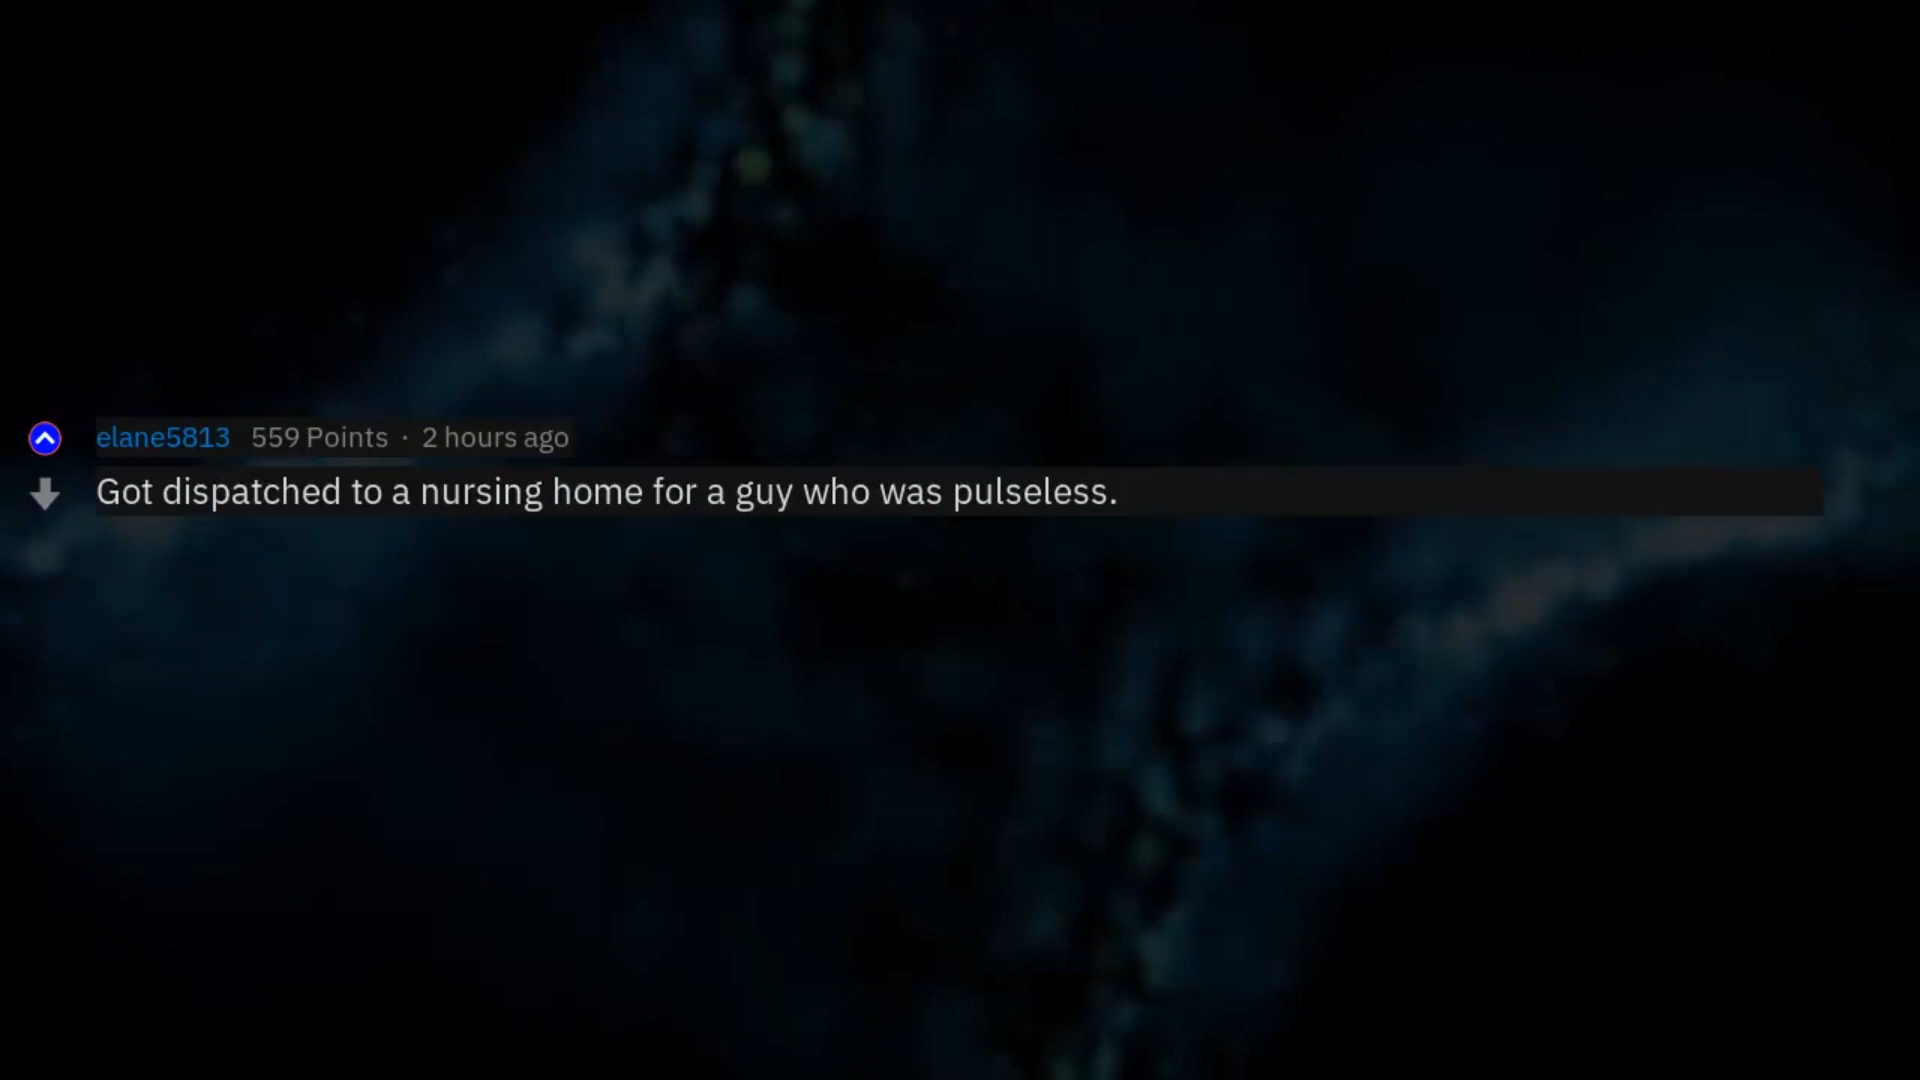 elane5813 559 Points · 2 hours ago
Got dispatched to a nursing home for a guy who was pulseless.